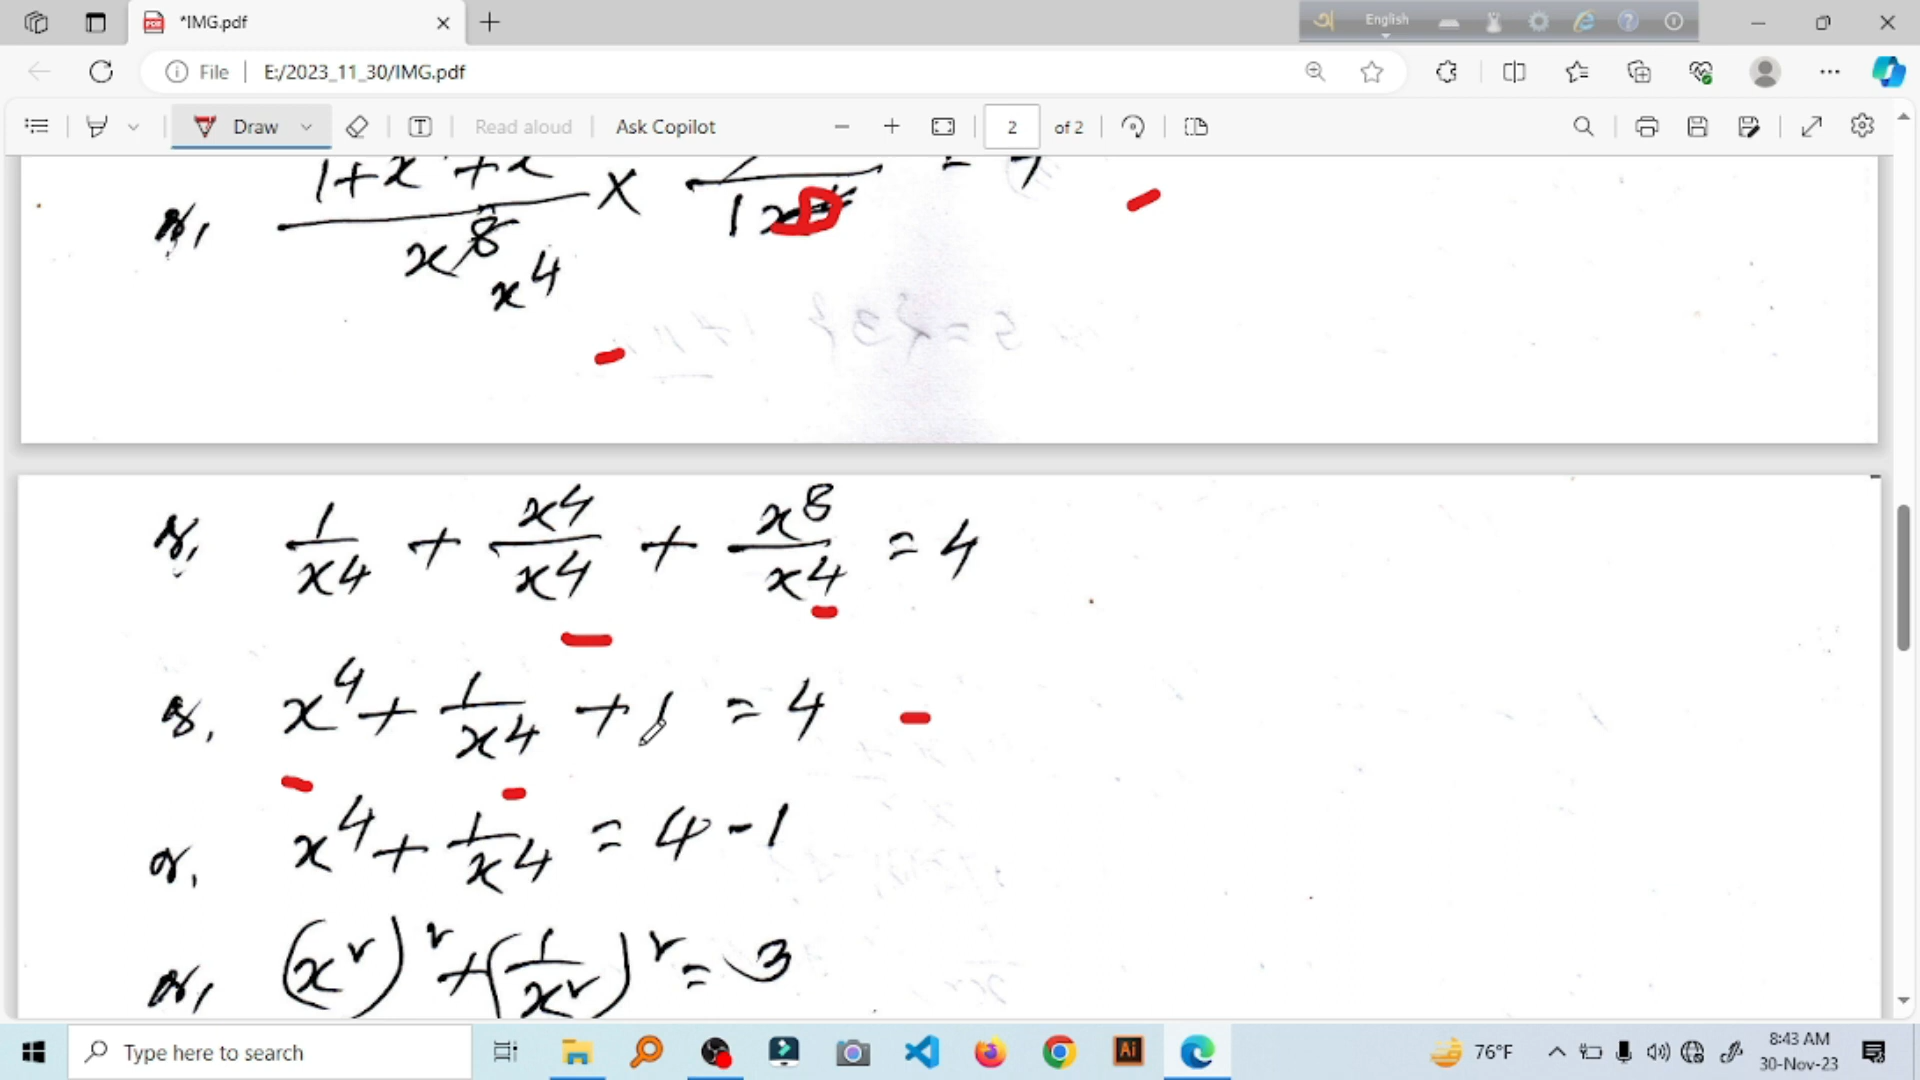 *IMG.pdf
English
File E:/2023_11_30/IMG.pdf
Draw Read aloud Ask Copilot 2 of 2
x⁸
x⁴
1/x4 + x4/x4 + x8/x4 = 4
x⁴ + 1/x4 + 1 = 4
or, x⁴ + 1/x4 = 4 - 1
(x²)² + (1/x²)² = 3
Type here to search
76°F
8:43 AM
30-Nov-23